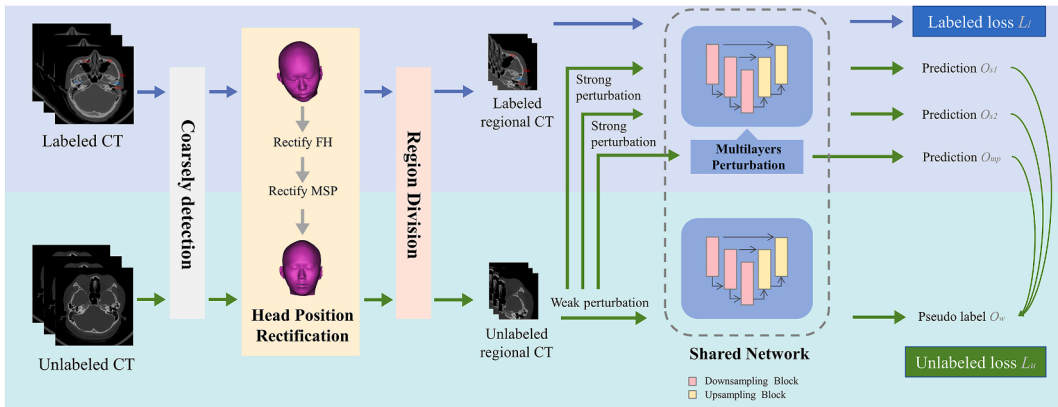 Labeled CT
Unlabeled CT
Coarsely detection
Rectify FH
Rectify MSP
Head Position
Rectification
Region Division
Labeled
regional CT
Unlabeled
regional CT
Strong
perturbation
Strong
perturbation
Weak perturbation
Multilayers
Perturbation
Shared Network
Downsampling Block
Upsampling Block
Labeled loss Ll
Prediction Os1
Prediction Os2
Prediction Omp
Pseudo label Ow
Unlabeled loss Lu